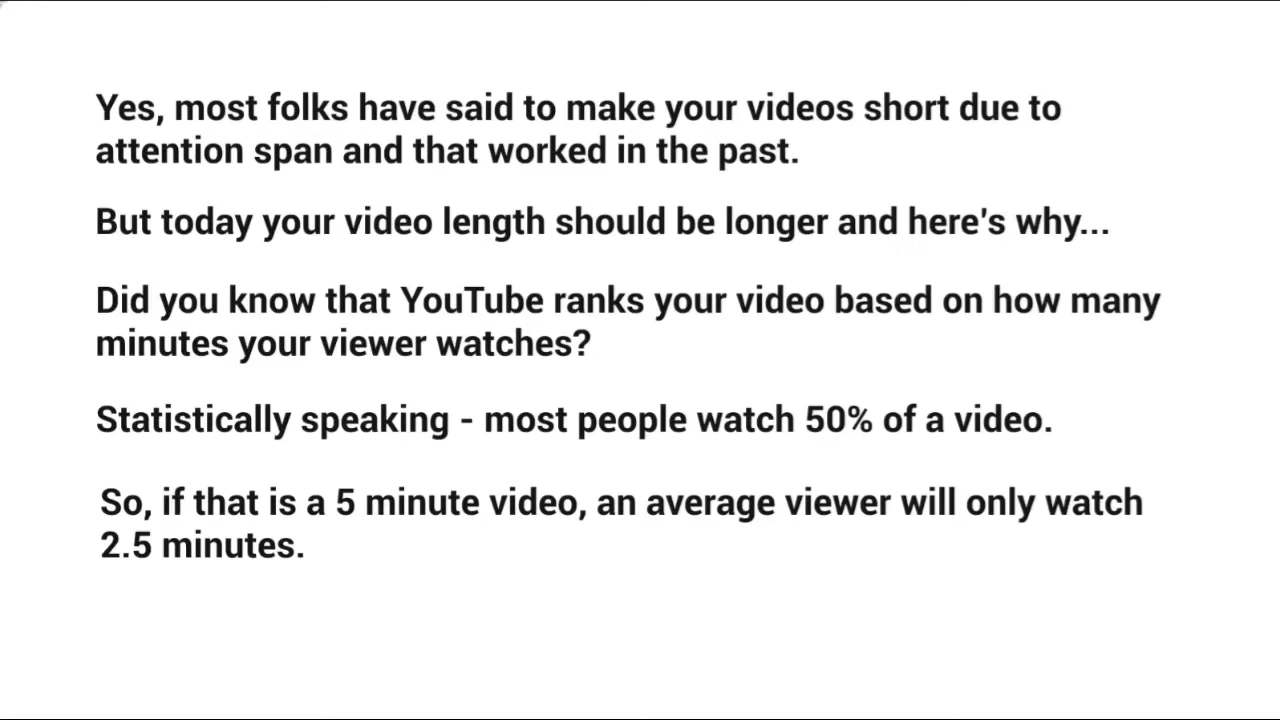 Yes, most folks have said to make your videos short due to
attention span and that worked in the past.
But today your video length should be longer and here's why...
Did you know that YouTube ranks your video based on how many
minutes your viewer watches?
Statistically speaking - most people watch 50% of a video.
So, if that is a 5 minute video, an average viewer will only watch
2.5 minutes.